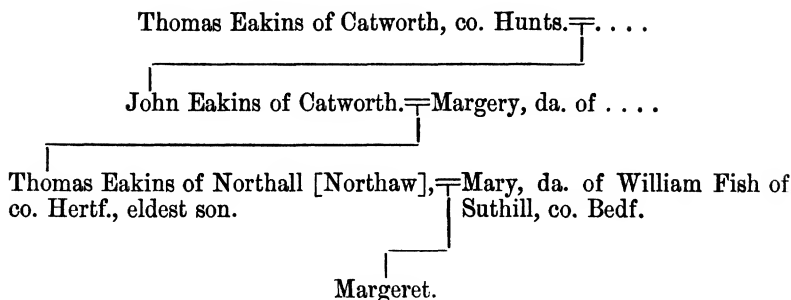 Thomas Eakins of Catworth, co. Hunts.=. . . .
John Eakins of Catworth.=Margery, da. of . . . .
Thomas Eakins of Northall [Northaw],=Mary, da. of William Fish of
co. Hertf., eldest son. Suthill, co. Bedf.
Margeret.